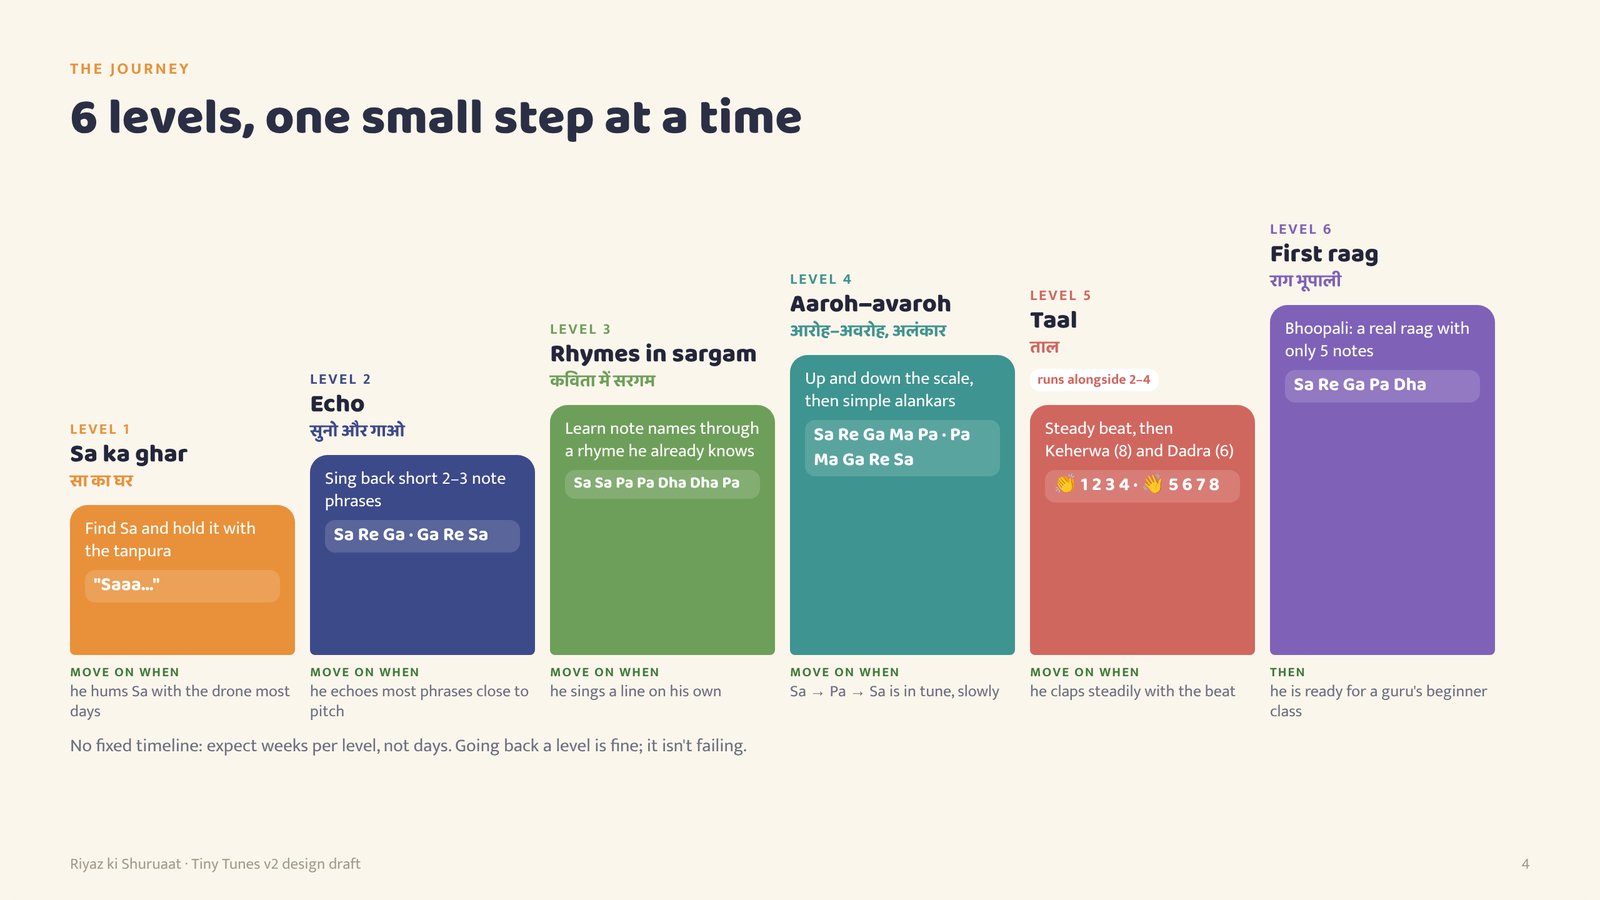 THE JOURNEY
6 levels, one small step at a time
LEVEL 1
Sa ka ghar
सा का घर
Find Sa and hold it with
the tanpura
"Saaa..."
MOVE ON WHEN
he hums Sa with the drone most
days
LEVEL 2
Echo
सुनो और गाओ
Sing back short 2–3 note
phrases
Sa Re Ga · Ga Re Sa
MOVE ON WHEN
he echoes most phrases close to
pitch
LEVEL 3
Rhymes in sargam
कविता में सरगम
Learn note names through
a rhyme he already knows
Sa Sa Pa Pa Dha Dha Pa
MOVE ON WHEN
he sings a line on his own
LEVEL 4
Aaroh–avaroh
आरोह–अवरोह, अलंकार
Up and down the scale,
then simple alankars
Sa Re Ga Ma Pa · Pa
Ma Ga Re Sa
MOVE ON WHEN
Sa → Pa → Sa is in tune, slowly
LEVEL 5
Taal
ताल
runs alongside 2–4
Steady beat, then
Keherwa (8) and Dadra (6)
👏 1 2 3 4 · 👋 5 6 7 8
MOVE ON WHEN
he claps steadily with the beat
LEVEL 6
First raag
राग भूपाली
Bhoopali: a real raag with
only 5 notes
Sa Re Ga Pa Dha
THEN
he is ready for a guru's beginner
class
No fixed timeline: expect weeks per level, not days. Going back a level is fine; it isn't failing.
Riyaz ki Shuruaat · Tiny Tunes v2 design draft
4